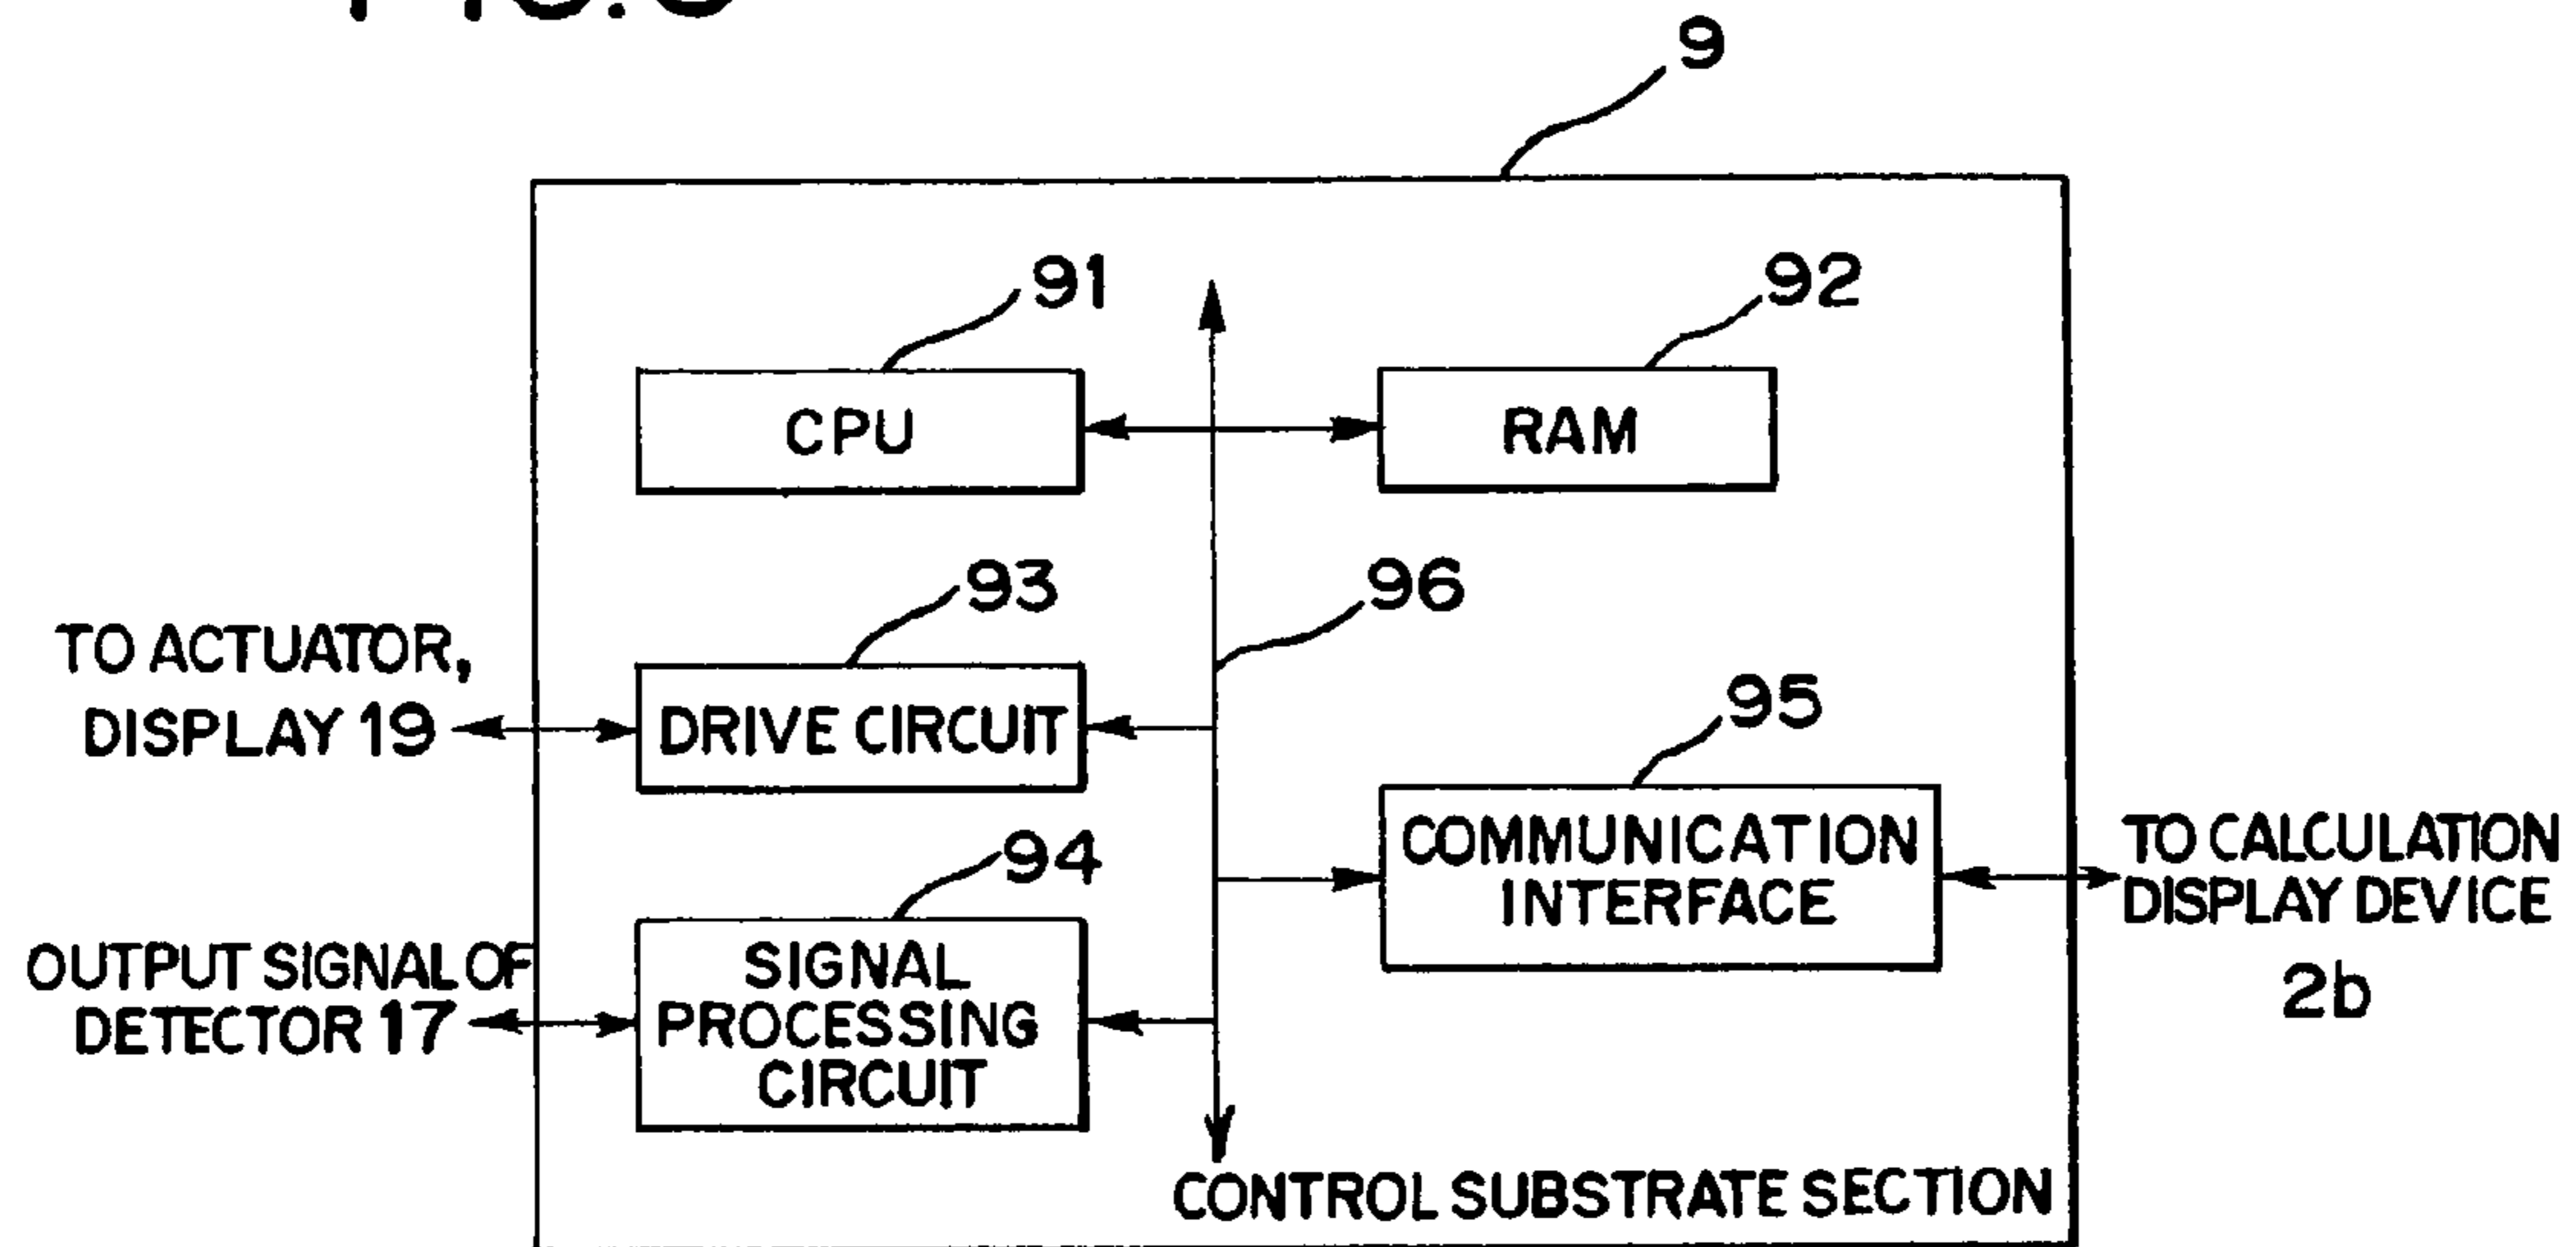 9
91
92
CPU
RAM
93
96
TO ACTUATOR,
DISPLAY 19
DRIVE CIRCUIT
95
94
COMMUNICATION
INTERFACE
TO CALCULATION
DISPLAY DEVICE
2b
OUTPUT SIGNAL OF
DETECTOR 17
SIGNAL
PROCESSING
CIRCUIT
CONTROL SUBSTRATE SECTION